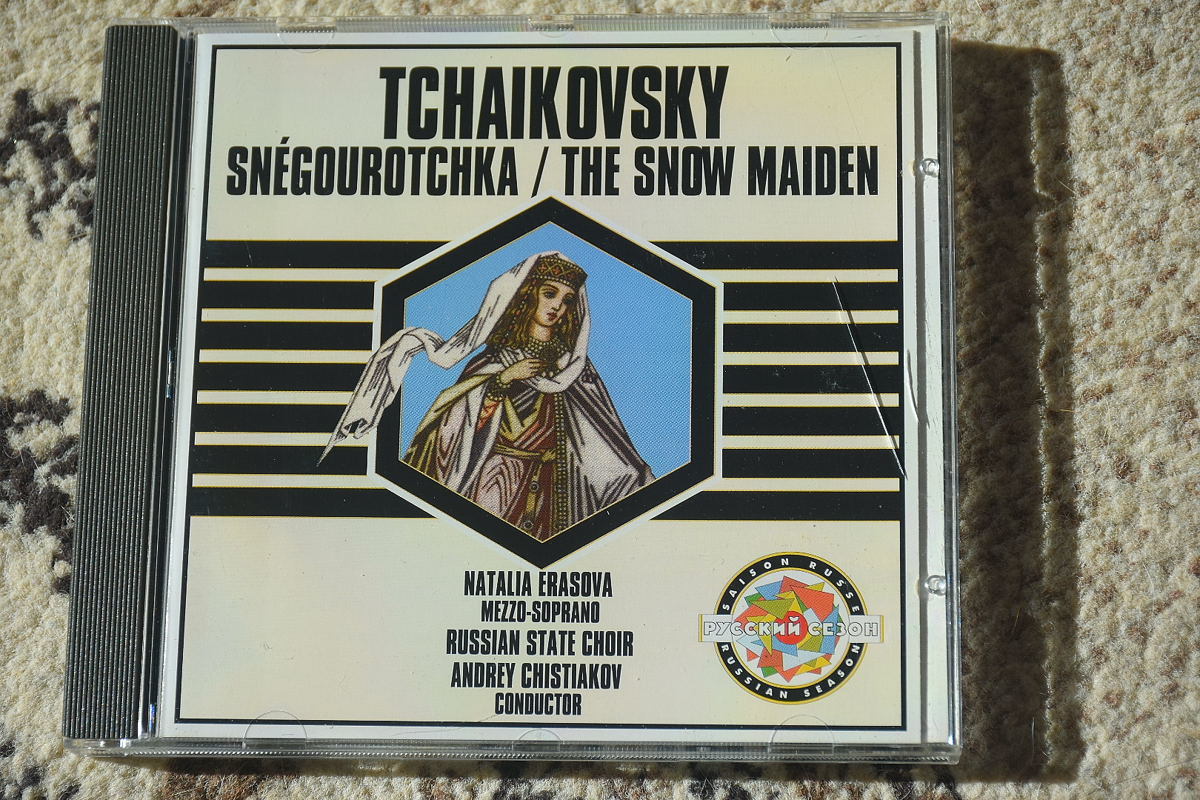 TCHAIKOVSKY
SNÉGOUROTCHKA / THE SNOW MAIDEN
NATALIA ERASOVA
MEZZO-SOPRANO
RUSSIAN STATE CHOIR
ANDREY CHISTIAKOV
CONDUCTOR
SAISON RUSSE
РУССКИЙ СЕЗОН
RUSSIAN SEASON